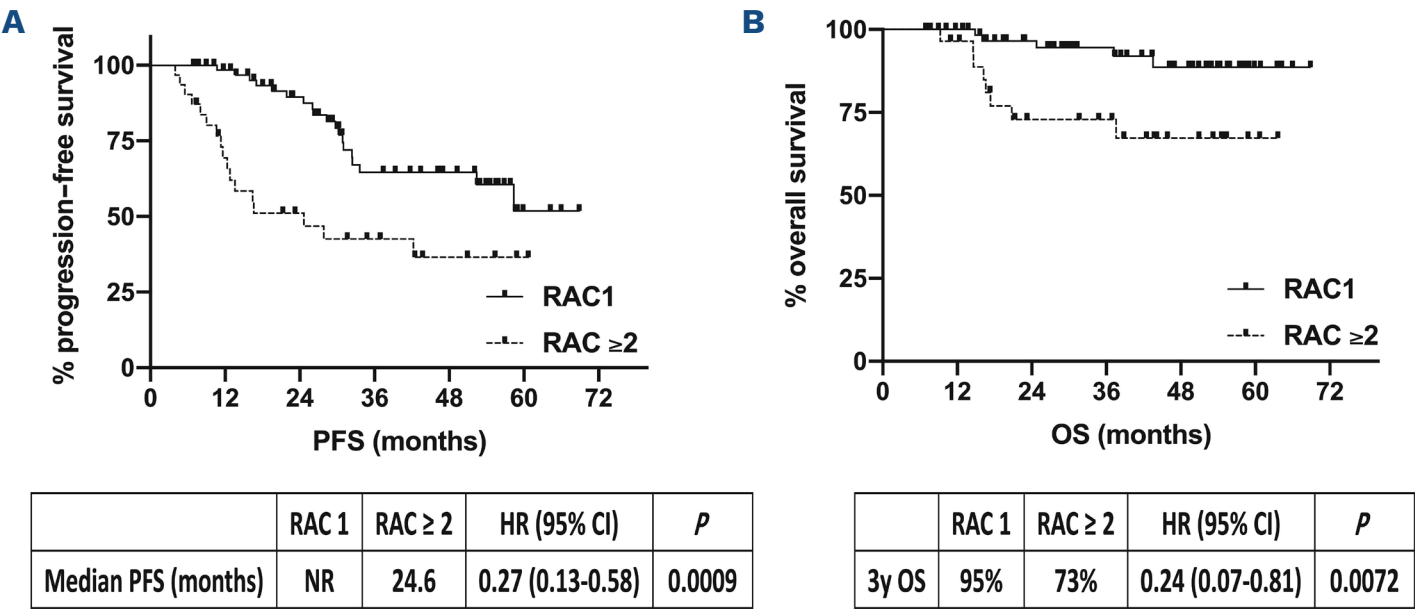 A
% progression-free survival
100
75
50
25
0
0 12 24 36 48 60 72
PFS (months)
RAC1
RAC ≥2
RAC 1 RAC ≥ 2 HR (95% CI) P
Median PFS (months) NR 24.6 0.27 (0.13-0.58) 0.0009
B
% overall survival
100
75
50
25
0
0 12 24 36 48 60 72
OS (months)
RAC1
RAC ≥2
RAC 1 RAC ≥ 2 HR (95% CI) P
3y OS 95% 73% 0.24 (0.07-0.81) 0.0072